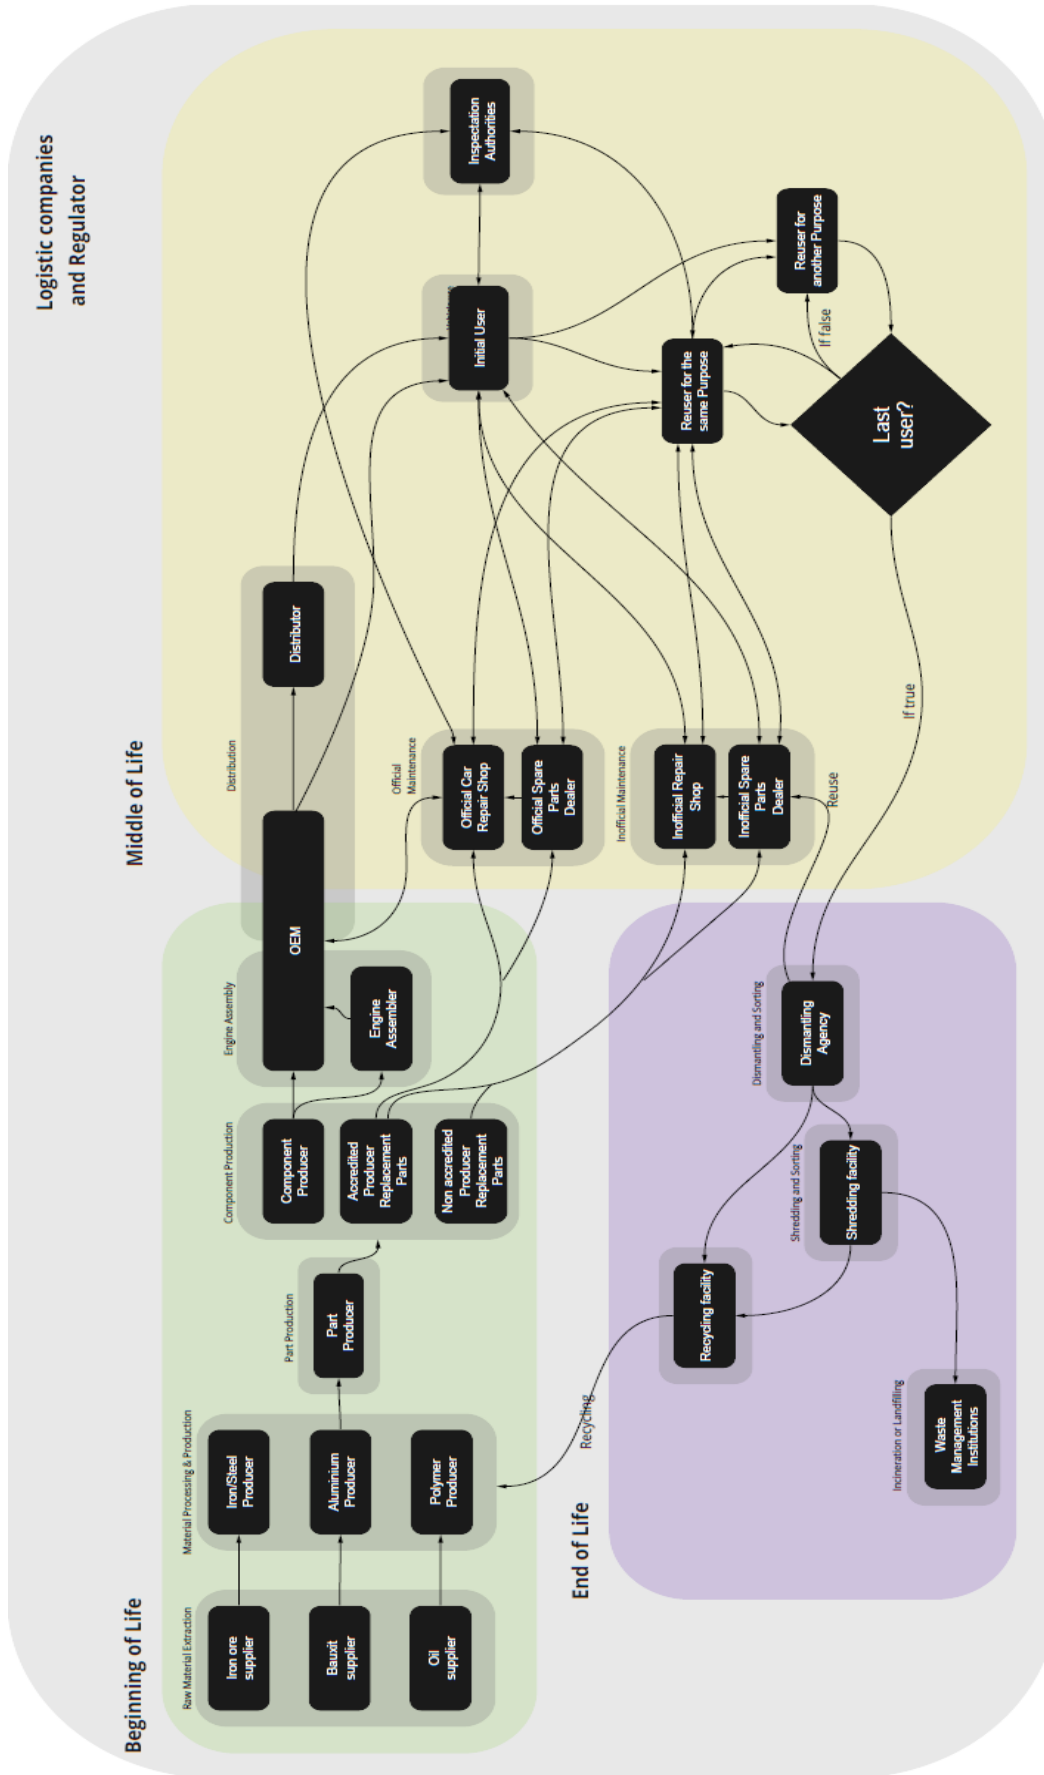 Logistic companies
and Regulator
Beginning of Life
Middle of Life
Raw Material Extraction
Iron ore
supplier
Bauxit
supplier
Oil
supplier
Material Processing & Production
Iron/Steel
Producer
Aluminium
Producer
Polymer
Producer
Part Production
Part
Producer
Component Production
Component
Producer
Accredited
Producer
Replacement
Parts
Non accredited
Producer
Replacement
Parts
Engine Assembly
OEM
Engine
Assembler
Distribution
Distributor
Official
Maintenance
Official Car
Repair Shop
Official Spare
Parts
Dealer
Inofficial Maintenance
Inofficial Repair
Shop
Inofficial Spare
Parts
Dealer
Initial User
Inspectation
Authorities
Reuser for the
same Purpose
Reuser for
another Purpose
If false
Last
user?
If true
Reuse
End of Life
Recycling
Dismantling and Sorting
Dismantling
Agency
Shredding and Sorting
Shredding facility
Recycling facility
Incineration or Landfilling
Waste
Management
Institutions